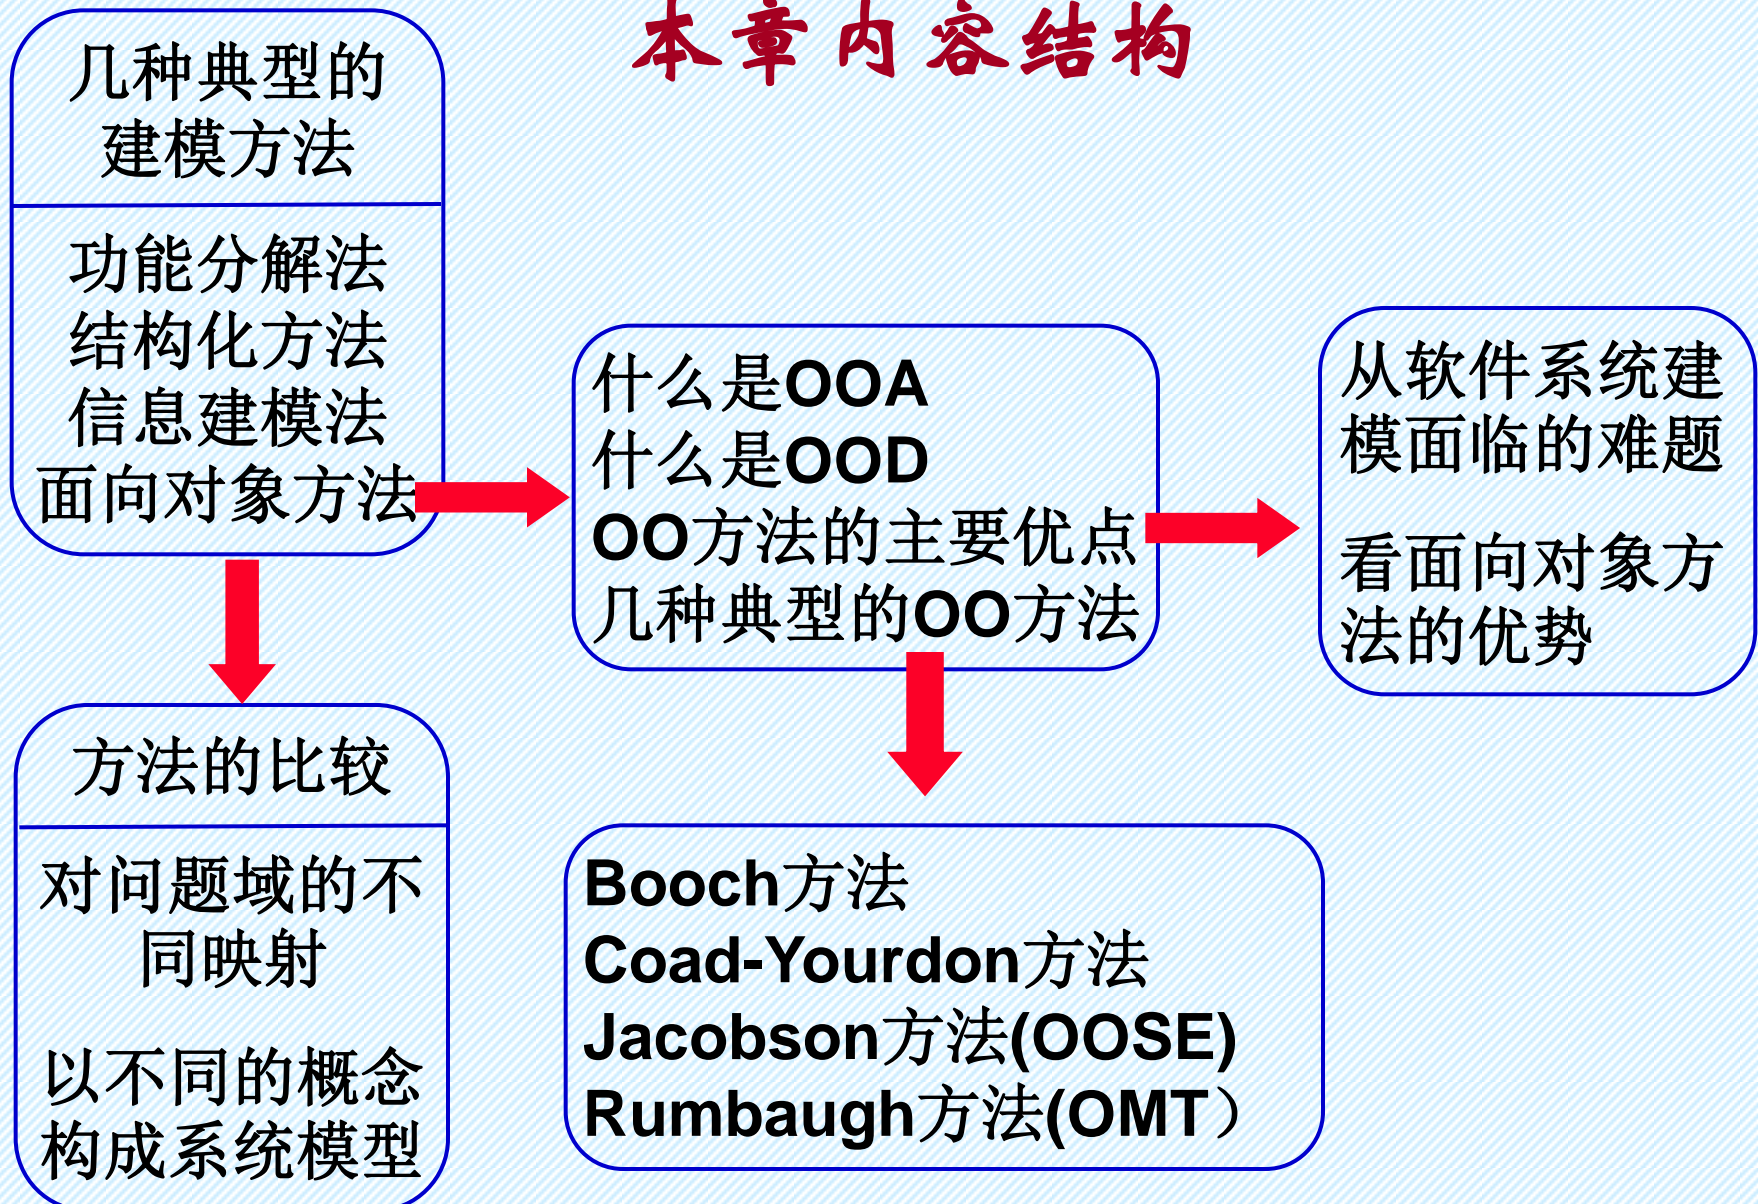 本章内容结构
几种典型的
建模方法
功能分解法
结构化方法
信息建模法
面向对象方法
什么是OOA
什么是OOD
OO方法的主要优点
几种典型的OO方法
从软件系统建
模面临的难题
看面向对象方
法的优势
方法的比较
对问题域的不
同映射
以不同的概念
构成系统模型
Booch方法
Coad-Yourdon方法
Jacobson方法(OOSE)
Rumbaugh方法(OMT）